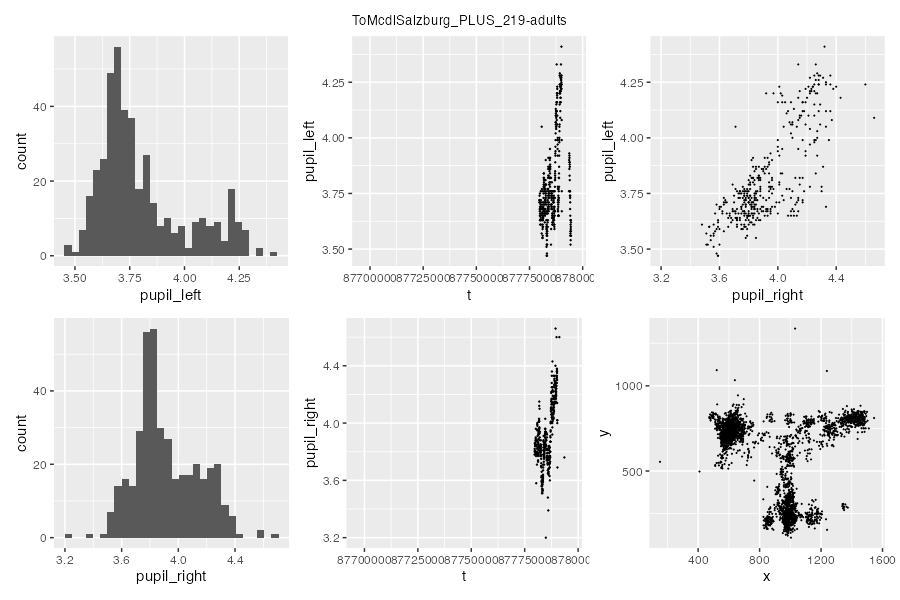 ToMcdlSalzburg_PLUS_219-adults
count
40
20
0
3.50 3.75 4.00 4.25
pupil_left
pupil_left
4.25
4.00
3.75
3.50
t
pupil_left
4.25
4.00
3.75
3.50
3.2 3.6 4.0 4.4
pupil_right
count
40
20
0
3.2 3.6 4.0 4.4
pupil_right
pupil_right
4.4
4.0
3.6
3.2
t
y
1000
500
400 800 1200 1600
x